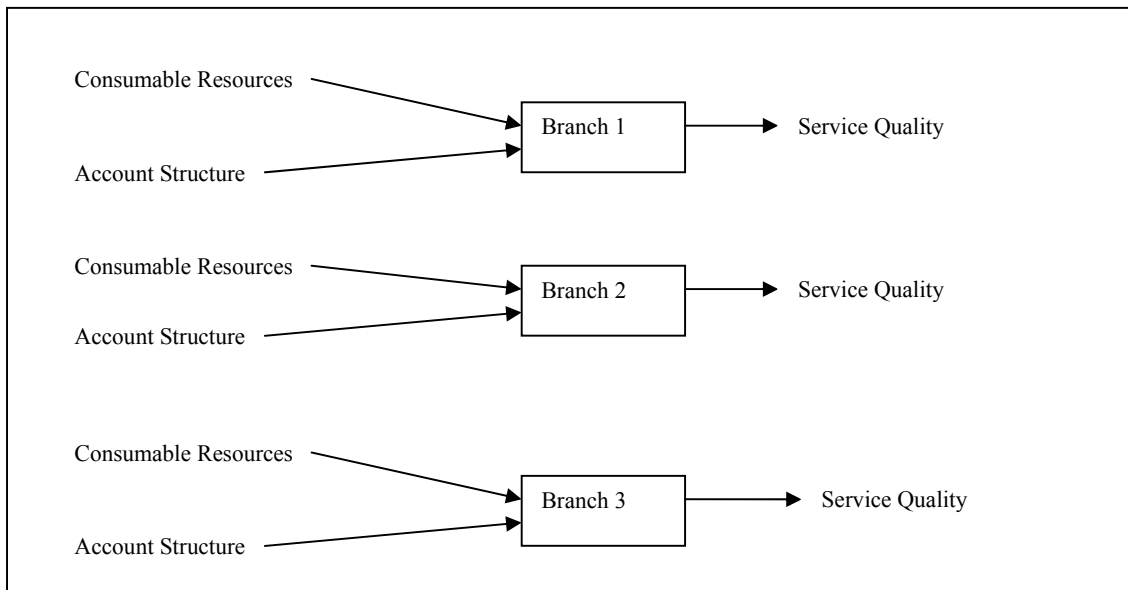 Consumable Resources
Branch 1
Service Quality
Account Structure
Consumable Resources
Branch 2
Service Quality
Account Structure
Consumable Resources
Branch 3
Service Quality
Account Structure